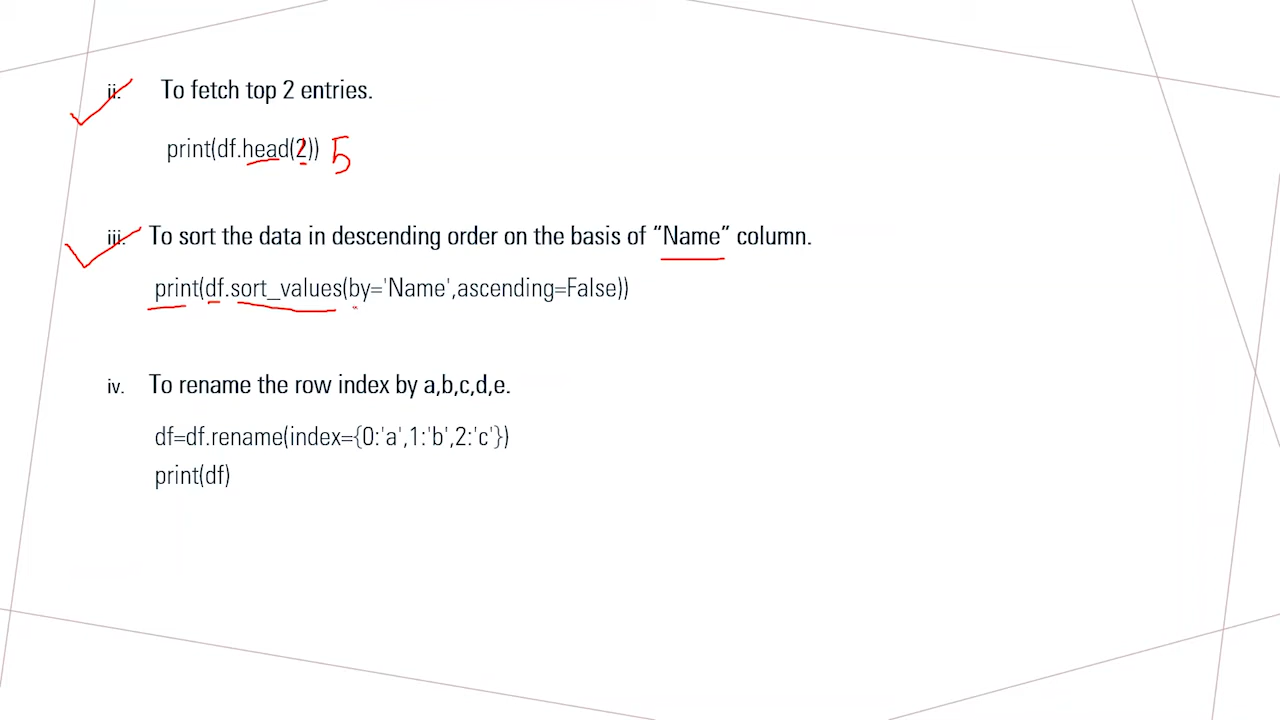 ii. To fetch top 2 entries.
print(df.head(2)) 5
iii. To sort the data in descending order on the basis of “Name” column.
print(df.sort_values(by='Name',ascending=False))
iv. To rename the row index by a,b,c,d,e.
df=df.rename(index={0:'a',1:'b',2:'c'})
print(df)